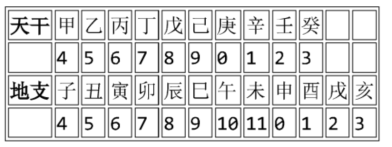 天干 甲 乙 丙 丁 戊 己 庚 辛 壬 癸
4 5 6 7 8 9 0 1 2 3
地支 子 丑 寅 卯 辰 巳 午 未 申 酉 戌 亥
4 5 6 7 8 9 10 11 0 1 2 3